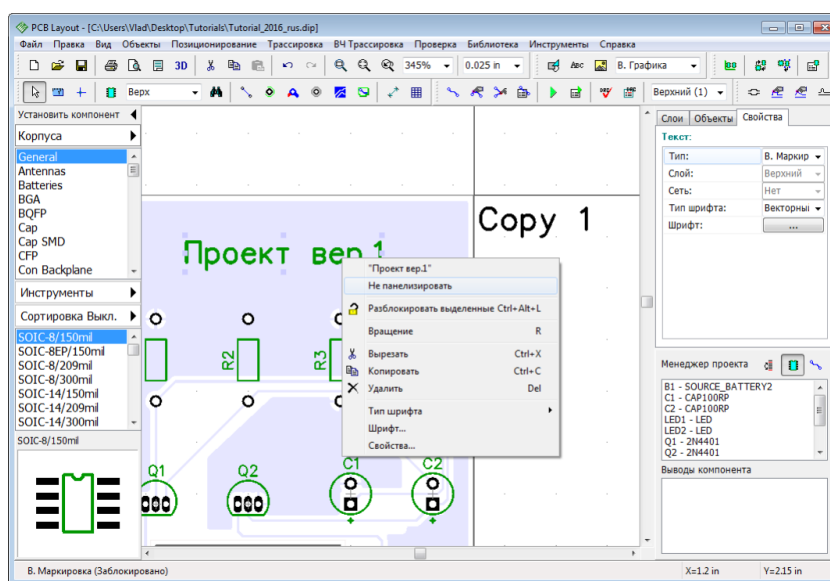 PCB Layout - [C:\Users\Vlad\Desktop\Tutorials\Tutorial_2016_rus.dip]
Файл Правка Вид Объекты Позиционирование Трассировка ВЧ Трассировка Проверка Библиотека Инструменты Справка
3D 345% 0.025 in Abc В. Графика
Верх Верхний (1)
Установить компонент
Корпуса
General
Antennas
Batteries
BGA
BQFP
Cap
Cap SMD
CFP
Con Backplane
Инструменты
Сортировка Выкл.
SOIC-8/150mil
SOIC-8EP/150mil
SOIC-8/209mil
SOIC-8/300mil
SOIC-14/150mil
SOIC-14/209mil
SOIC-14/300mil
SOIC-8/150mil
Проект вер.1
Copy 1
R2
R3
Q1
Q2
C1
C2
"Проект вер.1"
Не панелизировать
Разблокировать выделенные Ctrl+Alt+L
Вращение R
Вырезать Ctrl+X
Копировать Ctrl+C
Удалить Del
Тип шрифта
Шрифт...
Свойства...
Слои Объекты Свойства
Текст:
Тип: В. Маркир
Слой: Верхний
Сеть: Нет
Тип шрифта: Векторны
Шрифт: ...
Менеджер проекта
B1 - SOURCE_BATTERY2
C1 - CAP100RP
C2 - CAP100RP
LED1 - LED
LED2 - LED
Q1 - 2N4401
Q2 - 2N4401
Выводы компонента
В. Маркировка (Заблокировано)
X=1.2 in Y=2.15 in